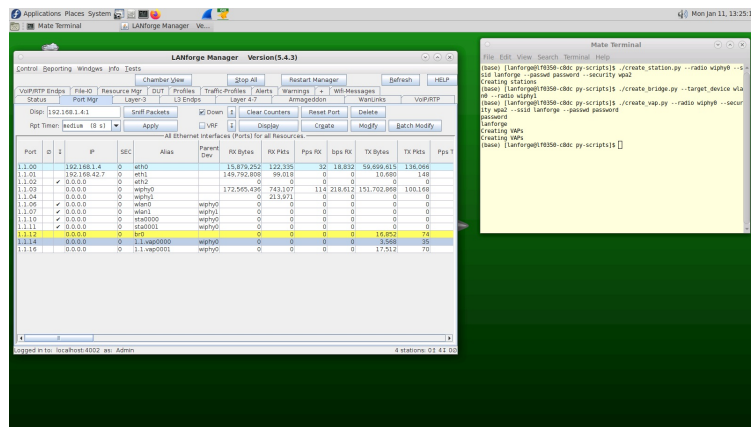 Applications Places System
Mon Jan 11, 13:25:1
Mate Terminal
LANforge Manager Ve...
LANforge Manager Version(5.4.3)
Control Reporting Windows Info Tests
Chamber View Stop All Restart Manager Refresh HELP
VoIP/RTP Endps File-IO Resource Mgr DUT Profiles Traffic-Profiles Alerts Warnings + Wifi-Messages
Status Port Mgr Layer-3 L3 Endps Layer 4-7 Armageddon WanLinks VoIP/RTP
Disp: 192.168.1.4:1 Sniff Packets Down Clear Counters Reset Port Delete
Rpt Timer: medium (8 s) Apply VRF Display Create Modify Batch Modify
All Ethernet Interfaces (Ports) for all Resources.
Port IP SEC Alias Parent Dev RX Bytes RX Pkts Pps RX bps RX TX Bytes TX Pkts Pps T
1.1.00 192.168.1.4 0 eth0 15,879,252 122,335 32 18,832 59,699,615 136,066
1.1.01 192.168.42.7 0 eth1 149,792,808 99,018 0 0 10,680 148
1.1.02 ✔ 0.0.0.0 0 eth2 0 0 0 0 0 0
1.1.03 0.0.0.0 0 wiphy0 172,565,436 743,107 114 218,612 151,702,868 100,168
1.1.04 0.0.0.0 0 wiphy1 0 213,971 0 0 0 0
1.1.06 ✔ 0.0.0.0 0 wlan0 wiphy0 0 0 0 0 0 0
1.1.07 ✔ 0.0.0.0 0 wlan1 wiphy1 0 0 0 0 0 0
1.1.10 ✔ 0.0.0.0 0 sta0000 wiphy0 0 0 0 0 0 0
1.1.11 ✔ 0.0.0.0 0 sta0001 wiphy0 0 0 0 0 0 0
1.1.12 0.0.0.0 0 br0 0 0 0 0 16,852 74
1.1.14 0.0.0.0 0 1.1.vap0000 wiphy0 0 0 0 0 3,568 35
1.1.16 0.0.0.0 0 1.1.vap0001 wiphy1 0 0 0 0 17,512 70
Logged in to: localhost:4002 as: Admin
Mate Terminal
File Edit View Search Terminal Help
(base) [lanforge@lf0350-c8dc py-scripts]$ ./create_station.py --radio wiphy0 --s
sid lanforge --passwd password --security wpa2
Creating stations
(base) [lanforge@lf0350-c8dc py-scripts]$ ./create_bridge.py --target_device wla
n0 --radio wiphy1
(base) [lanforge@lf0350-c8dc py-scripts]$ ./create_vap.py --radio wiphy0 --secur
ity wpa2 --ssid lanforge --passwd password
password
lanforge
Creating VAPs
Creating VAPs
(base) [lanforge@lf0350-c8dc py-scripts]$